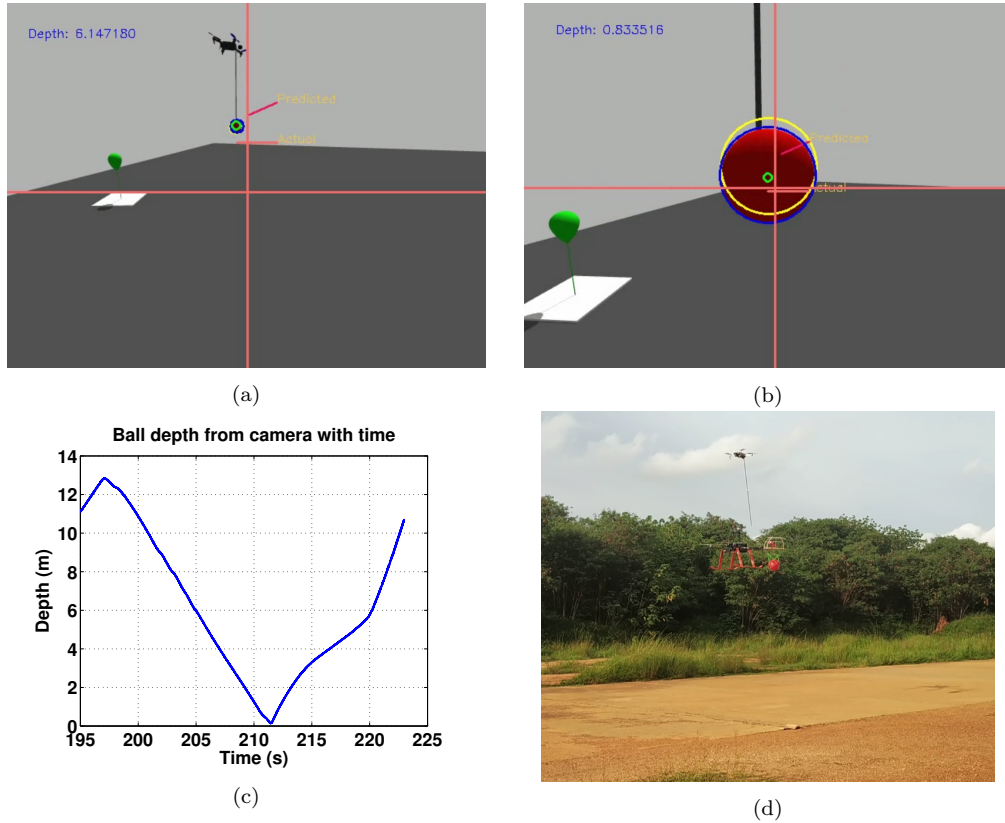 Depth: 6.147180
Predicted
Actual
(a)
Depth: 0.833516
Predicted
Actual
(b)
Ball depth from camera with time
Depth (m)
14
12
10
8
6
4
2
0
195 200 205 210 215 220 225
Time (s)
(c)
(d)